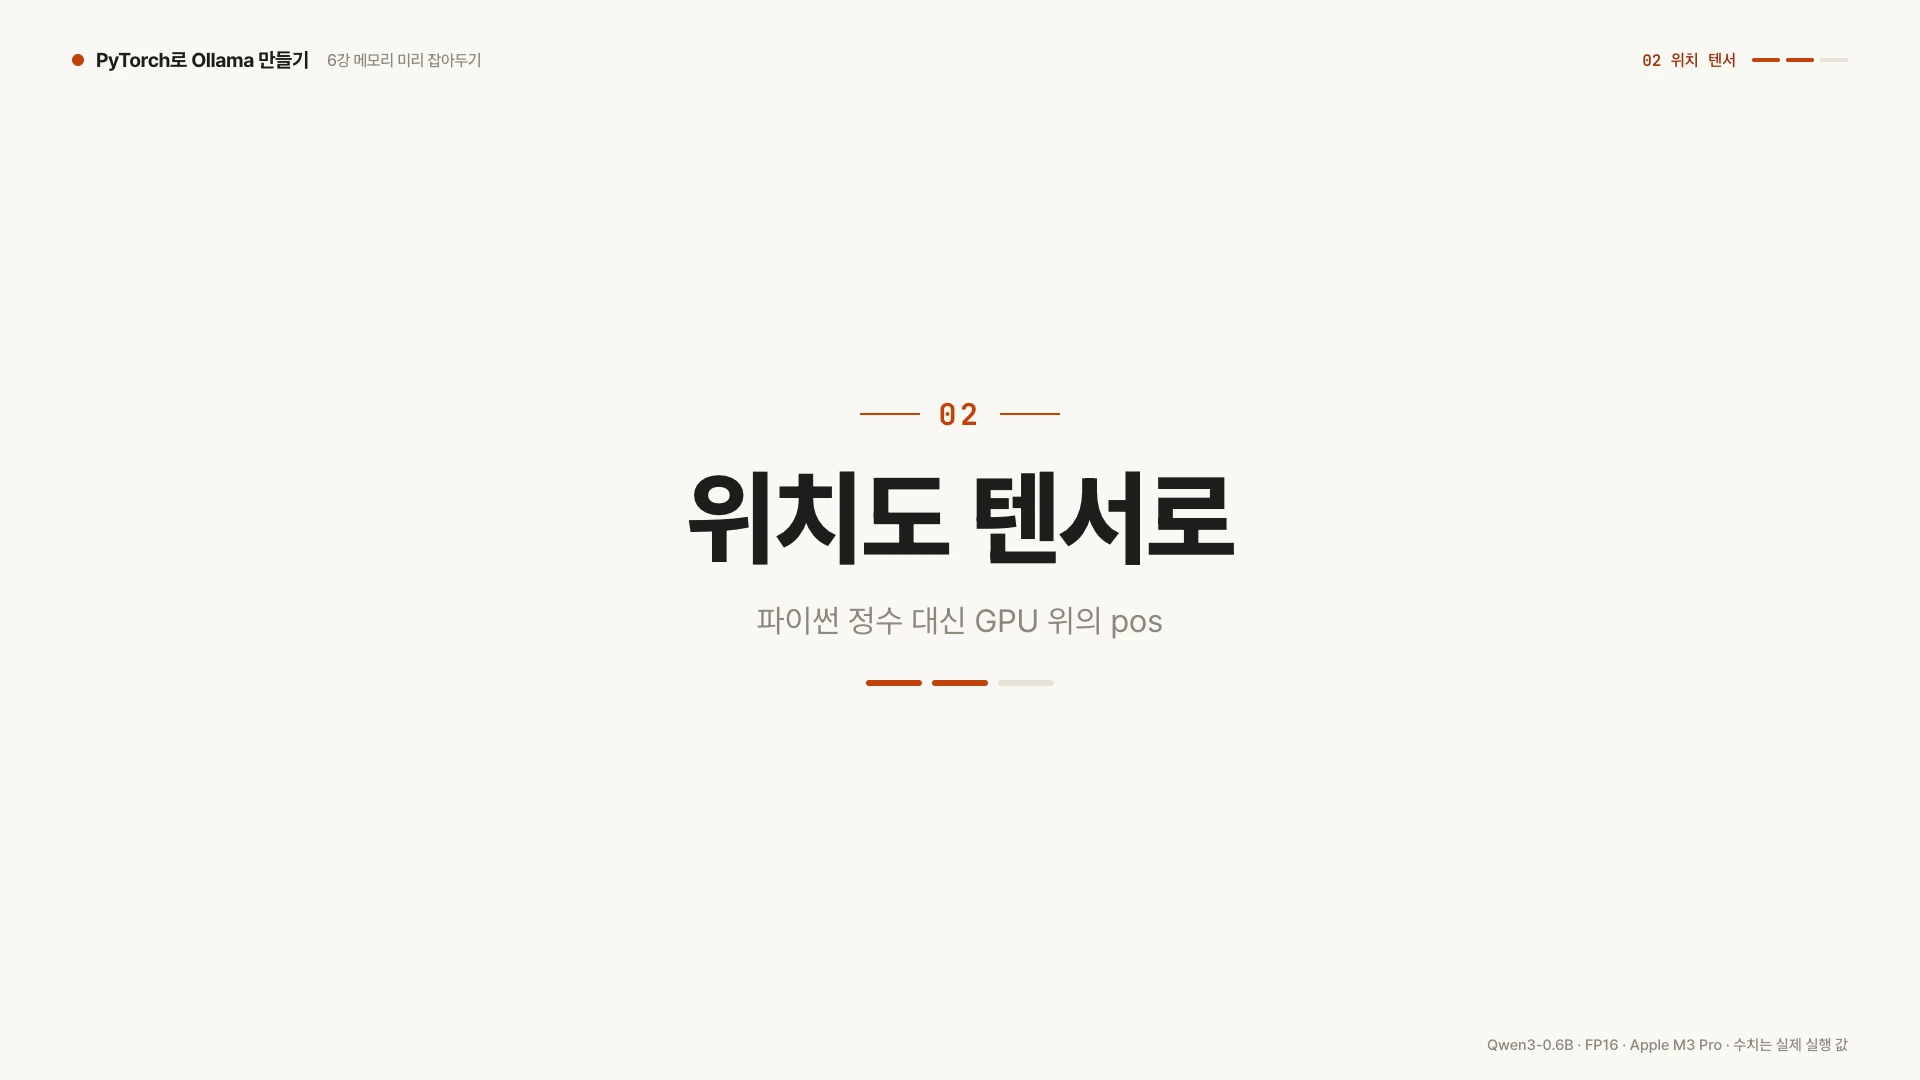 PyTorch로 Ollama 만들기 6강 메모리 미리 잡아두기
02 위치 텐서
02
위치도 텐서로
파이썬 정수 대신 GPU 위의 pos
Qwen3-0.6B · FP16 · Apple M3 Pro · 수치는 실제 실행 값